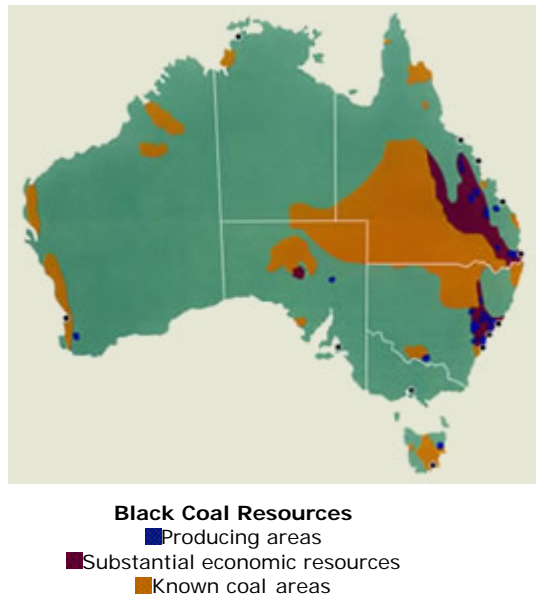 Black Coal Resources
Producing areas
Substantial economic resources
Known coal areas